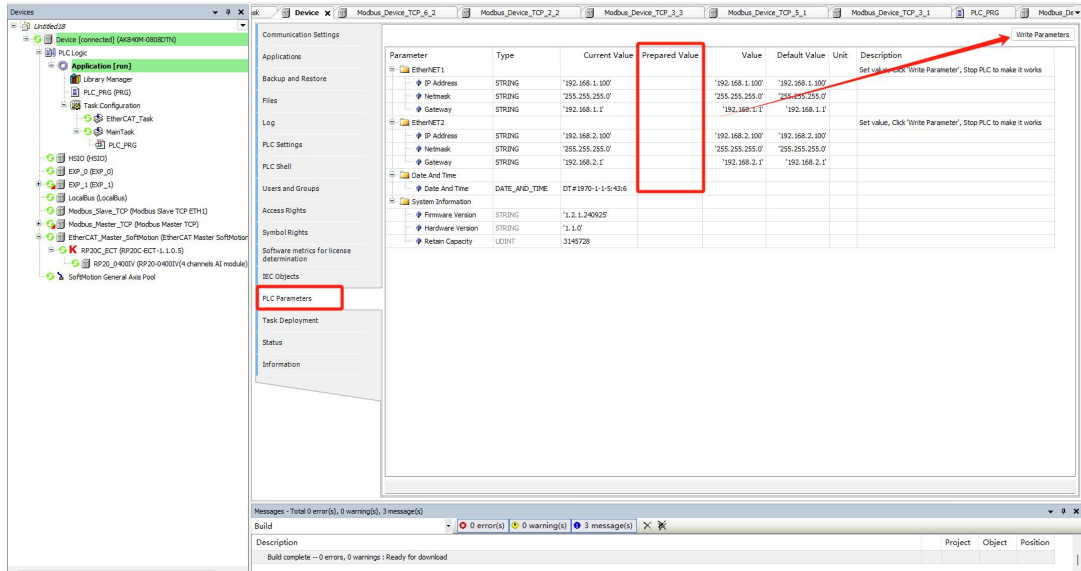 Devices
Untitled18
Device [connected] (AK840M-0808DTN)
PLC Logic
Application [run]
Library Manager
PLC_PRG (PRG)
Task Configuration
EtherCAT_Task
MainTask
PLC_PRG
HSIO (HSIO)
EXP_0 (EXP_0)
EXP_1 (EXP_1)
LocalBus (LocalBus)
Modbus_Slave_TCP (Modbus Slave TCP ETH1)
Modbus_Master_TCP (Modbus Master TCP)
EtherCAT_Master_SoftMotion (EtherCAT Master SoftMotion
RP20C_ECT (RP20C-ECT-1.1.0.5)
RP20_0400IV (RP20-0400IV(4 channels AI module)
SoftMotion General Axis Pool
sk Device Modbus_Device_TCP_6_2 Modbus_Device_TCP_2_2 Modbus_Device_TCP_3_3 Modbus_Device_TCP_5_1 Modbus_Device_TCP_3_1 PLC_PRG Modbus_De
Communication Settings
Applications
Backup and Restore
Files
Log
PLC Settings
PLC Shell
Users and Groups
Access Rights
Symbol Rights
Software metrics for license
determination
IEC Objects
PLC Parameters
Task Deployment
Status
Information
Write Parameters
Parameter Type Current Value Prepared Value Value Default Value Unit Description
EtherNET1 Set value, Click 'Write Parameter', Stop PLC to make it works
IP Address STRING '192.168.1.100' '192.168.1.100' '192.168.1.100'
Netmask STRING '255.255.255.0' '255.255.255.0' '255.255.255.0'
Gateway STRING '192.168.1.1' '192.168.1.1' '192.168.1.1'
EtherNET2 Set value, Click 'Write Parameter', Stop PLC to make it works
IP Address STRING '192.168.2.100' '192.168.2.100' '192.168.2.100'
Netmask STRING '255.255.255.0' '255.255.255.0' '255.255.255.0'
Gateway STRING '192.168.2.1' '192.168.2.1' '192.168.2.1'
Date And Time
Date And Time DATE_AND_TIME DT#1970-1-1-5:43:6
System Information
Firmware Version STRING '1.2.1.240925'
Hardware Version STRING '1.1.0'
Retain Capacity UDINT 3145728
Messages - Total 0 error(s), 0 warning(s), 3 message(s)
Build 0 error(s) 0 warning(s) 3 message(s)
Description Project Object Position
Build complete -- 0 errors, 0 warnings : Ready for download